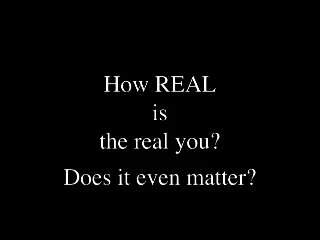 How REAL
is
the real you?
Does it even matter?